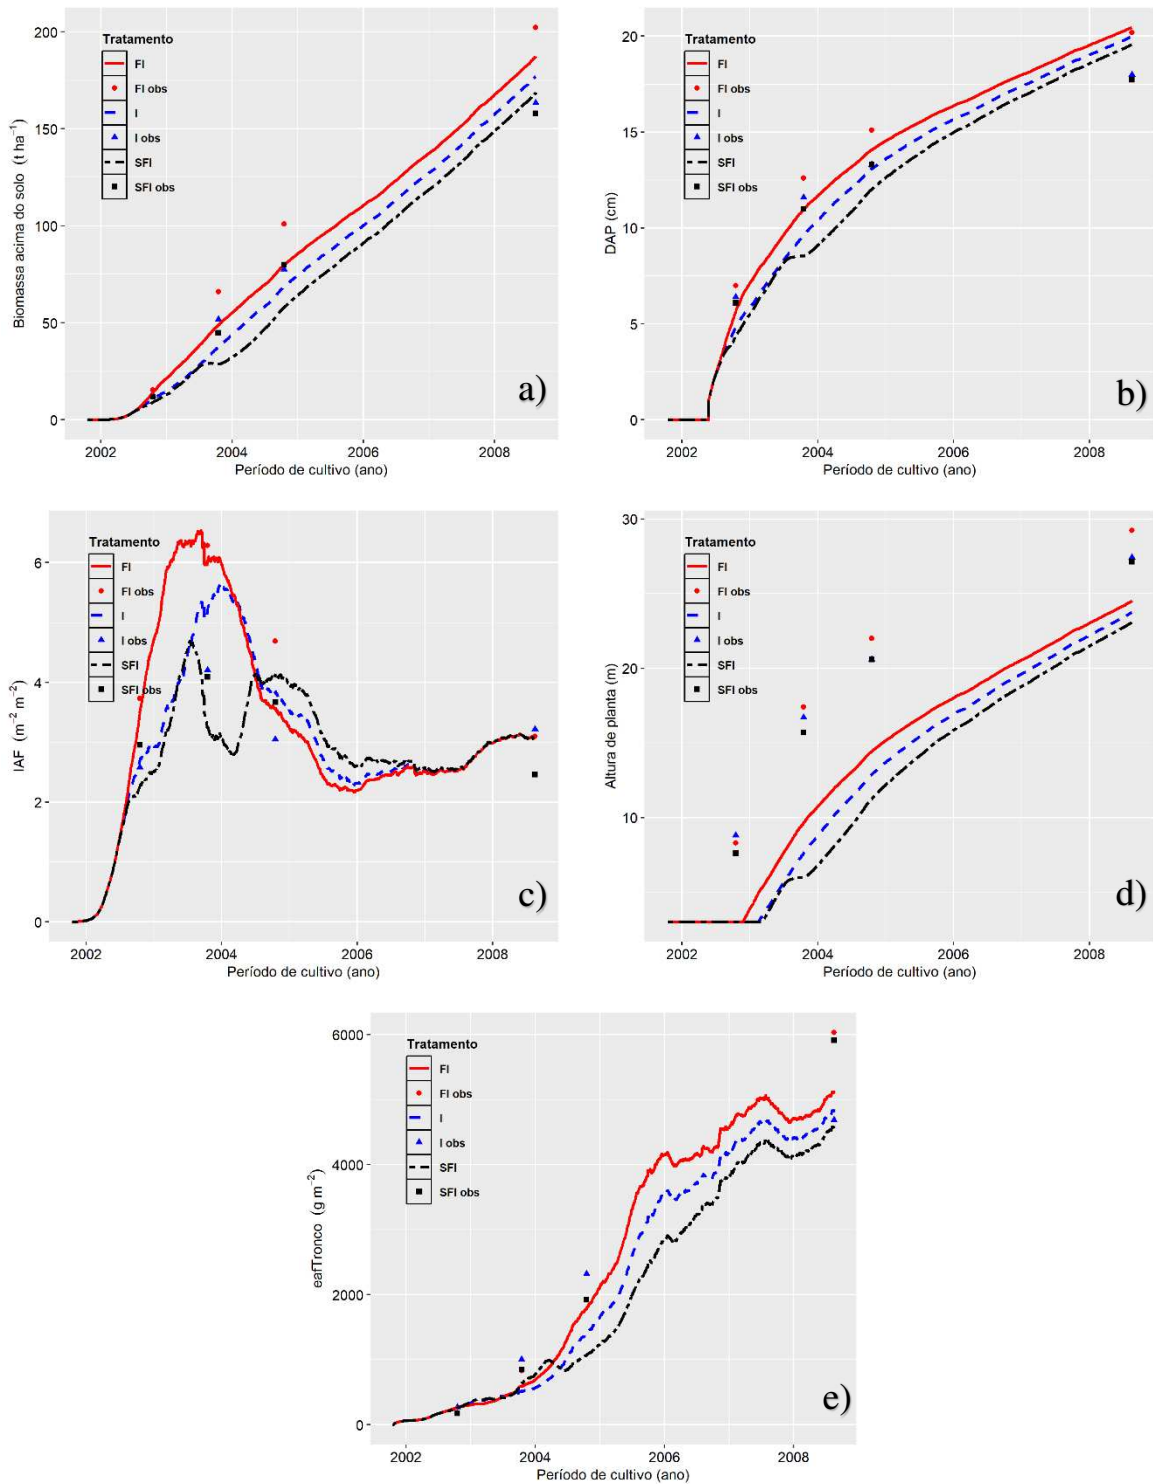 Biomassa acima do solo (t ha⁻¹)
200
150
100
50
0
Tratamento
FI
FI obs
I
I obs
SFI
SFI obs
a)
2002
2004
2006
2008
Período de cultivo (ano)
DAP (cm)
20
15
10
5
0
Tratamento
FI
FI obs
I
I obs
SFI
SFI obs
b)
2002
2004
2006
2008
Período de cultivo (ano)
IAF (m⁻² m⁻²)
6
4
2
0
Tratamento
FI
FI obs
I
I obs
SFI
SFI obs
c)
2002
2004
2006
2008
Período de cultivo (ano)
Altura de planta (m)
30
20
10
Tratamento
FI
FI obs
I
I obs
SFI
SFI obs
d)
2002
2004
2006
2008
Período de cultivo (ano)
eafTronco (g m⁻²)
6000
4000
2000
0
Tratamento
FI
FI obs
I
I obs
SFI
SFI obs
e)
2002
2004
2006
2008
Período de cultivo (ano)